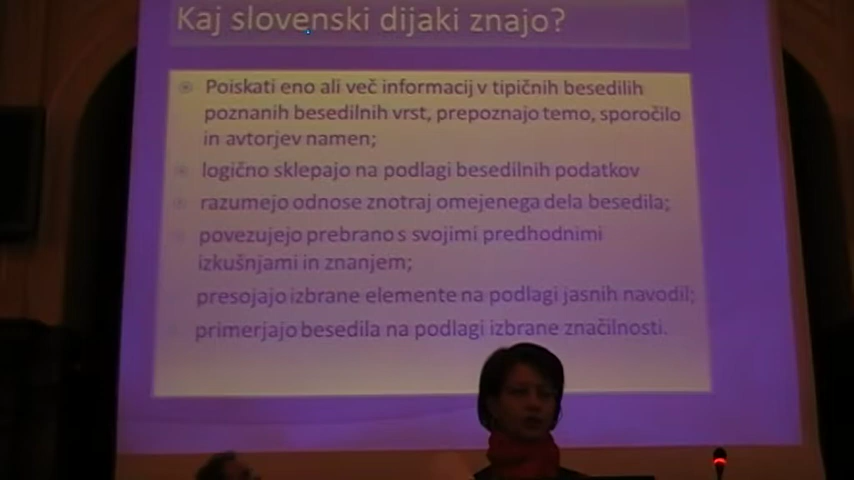 Kaj slovenski dijaki znajo?
Poiskati eno ali več informacij v tipičnih besedilih
poznanih besedilnih vrst, prepoznajo temo, sporočilo
in avtorjev namen;
logično sklepajo na podlagi besedilnih podatkov
razumejo odnose znotraj omejenega dela besedila;
povezujejo prebrano s svojimi predhodnimi
izkušnjami in znanjem;
presojajo izbrane elemente na podlagi jasnih navodil;
primerjajo besedila na podlagi izbrane značilnosti.